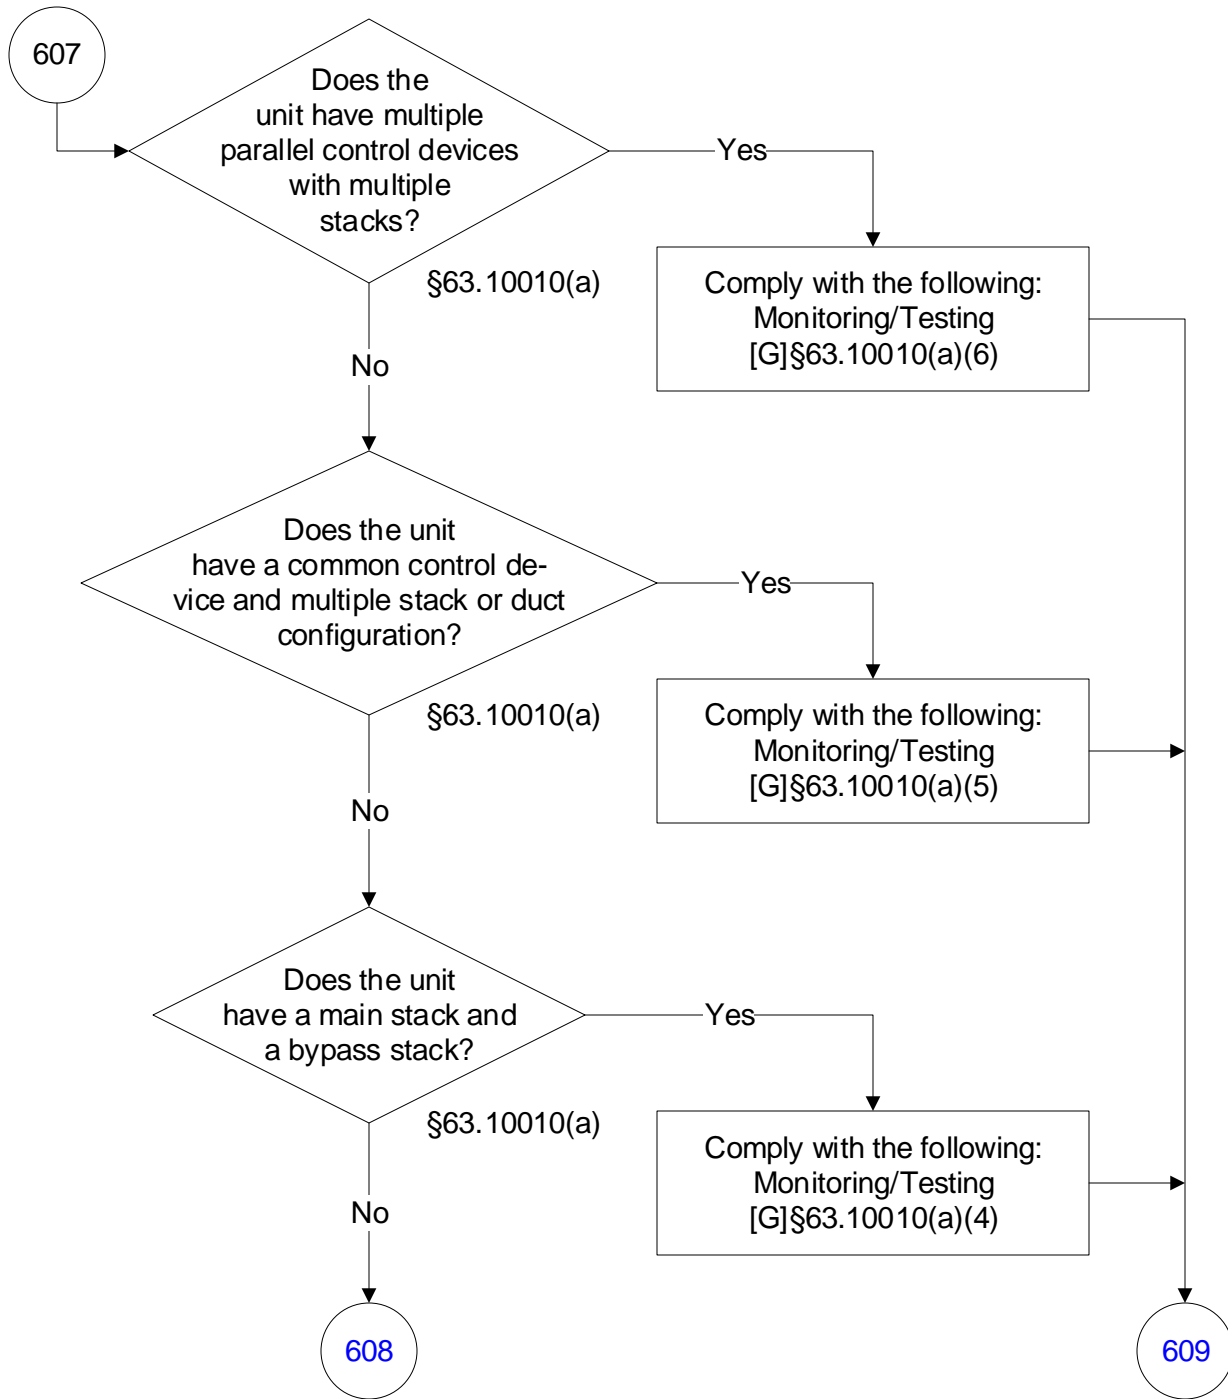 607
Does the
unit have multiple
parallel control devices
with multiple
stacks?
Yes
§63.10010(a)
Comply with the following:
Monitoring/Testing
[G]§63.10010(a)(6)
No
Does the unit
have a common control de-
vice and multiple stack or duct
configuration?
Yes
§63.10010(a)
Comply with the following:
Monitoring/Testing
[G]§63.10010(a)(5)
No
Does the unit
have a main stack and
a bypass stack?
Yes
§63.10010(a)
Comply with the following:
Monitoring/Testing
[G]§63.10010(a)(4)
No
608
609